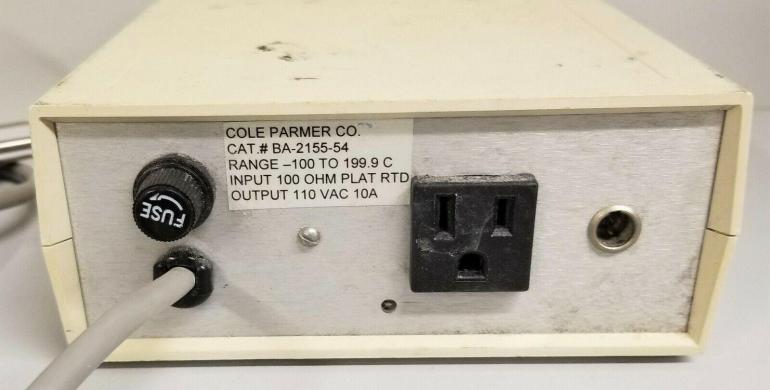 COLE PARMER CO.
CAT.# BA-2155-54
RANGE –100 TO 199.9 C
INPUT 100 OHM PLAT RTD
OUTPUT 110 VAC 10A
FUSE